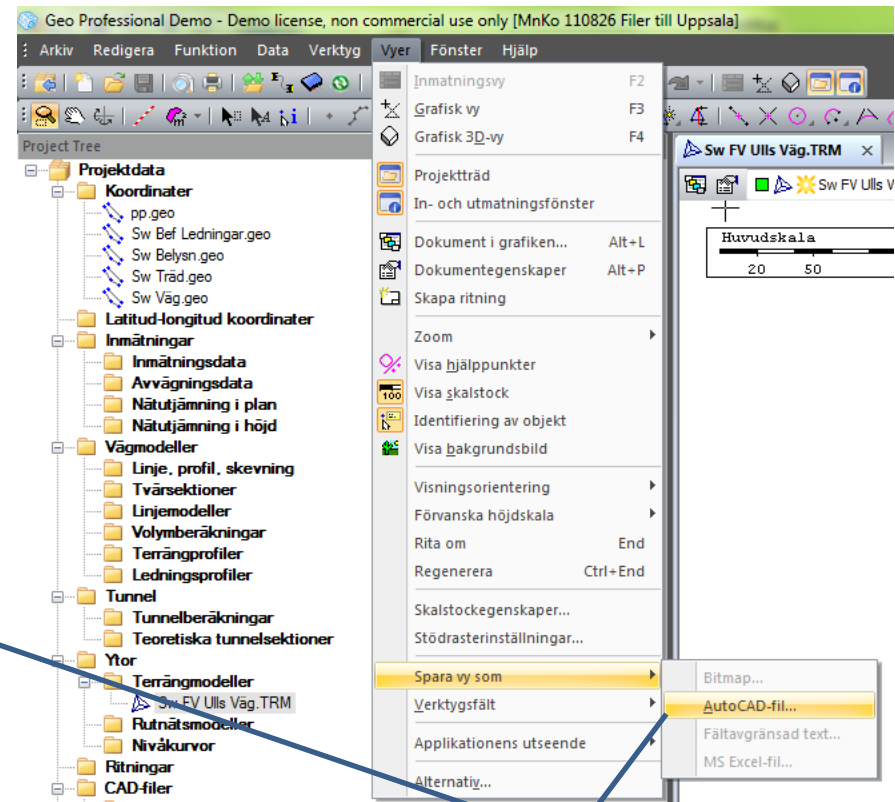 Geo Professional Demo - Demo license, non commercial use only [MnKo 110826 Filer till Uppsala]
Arkiv Redigera Funktion Data Verktyg Vyer Fönster Hjälp
Project Tree
Projektdata
Koordinater
pp.geo
Sw Bef Ledningar.geo
Sw Belysn.geo
Sw Träd.geo
Sw Väg.geo
Latitud-longitud koordinater
Inmätningar
Inmätningsdata
Avvägningsdata
Nätutjämning i plan
Nätutjämning i höjd
Vägmodeller
Linje, profil, skevning
Tvärsektioner
Linjemodeller
Volymberäkningar
Terrängprofiler
Ledningsprofiler
Tunnel
Tunnelberäkningar
Teoretiska tunnelsektioner
Ytor
Terrängmodeller
Sw FV Ulls Väg.TRM
Rutnätsmodeller
Nivåkurvor
Ritningar
CAD-filer
Inmatningsvy F2
Grafisk vy F3
Grafisk 3D-vy F4
Projektträd
In- och utmatningsfönster
Dokument i grafiken... Alt+L
Dokumentegenskaper Alt+P
Skapa ritning
Zoom
Visa hjälppunkter
100 Visa skalstock
Identifiering av objekt
Visa bakgrundsbild
Visningsorientering
Förvanska höjdskala
Rita om End
Regenerera Ctrl+End
Skalstockegenskaper...
Stödrasterinställningar...
Spara vy som
Verktygsfält
Applikationens utseende
Alternativ...
Bitmap...
AutoCAD-fil...
Fältavgränsad text...
MS Excel-fil...
Sw FV Ulls Väg.TRM
Sw FV Ulls V
Huvudskala
20 50